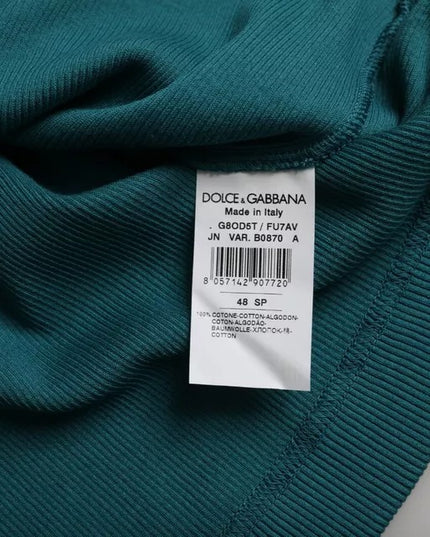 DOLCE & GABBANA
Made in Italy
. G8OD5T / FU7AV
JN VAR. B0870 A
8 057142 907720
48 SP
100% COTONE-COTTON-ALGODON-
COTON-ALGODÃO-
BAUMWOLLE-ХЛОПОК-棉-
COTTON